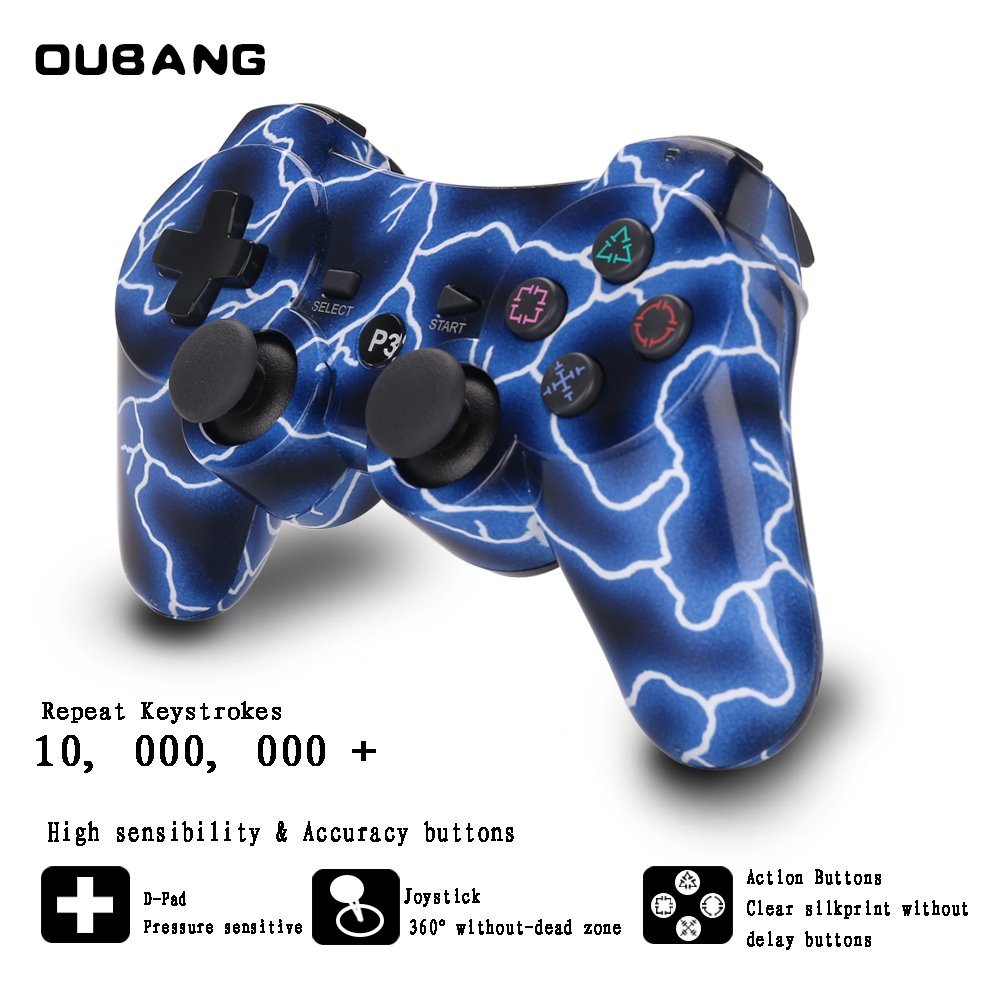 OUBANG
SELECT
START
P3
Repeat Keystrokes
10, 000, 000 +
High sensibility & Accuracy buttons
D-Pad
Pressure sensitive
Joystick
360° without-dead zone
Action Buttons
Clear silkprint without
delay buttons